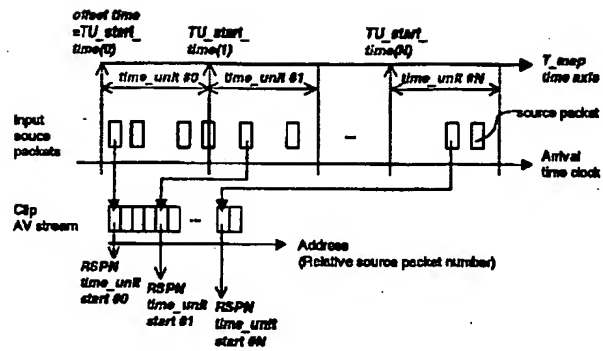 offset time
=TU_start_
time(0)
TU_start_
time(1)
TU_start_
time(N)
T_map
time axis
time_unit #0
time_unit #1
time_unit #N
source packet
Input
souce
packets
Arrival
time clock
Clip
AV stream
Address
(Relative source packet number)
RSPN
time_unit
start #0
RSPN
time_unit
start #1
RSPN
time_unit
start #N